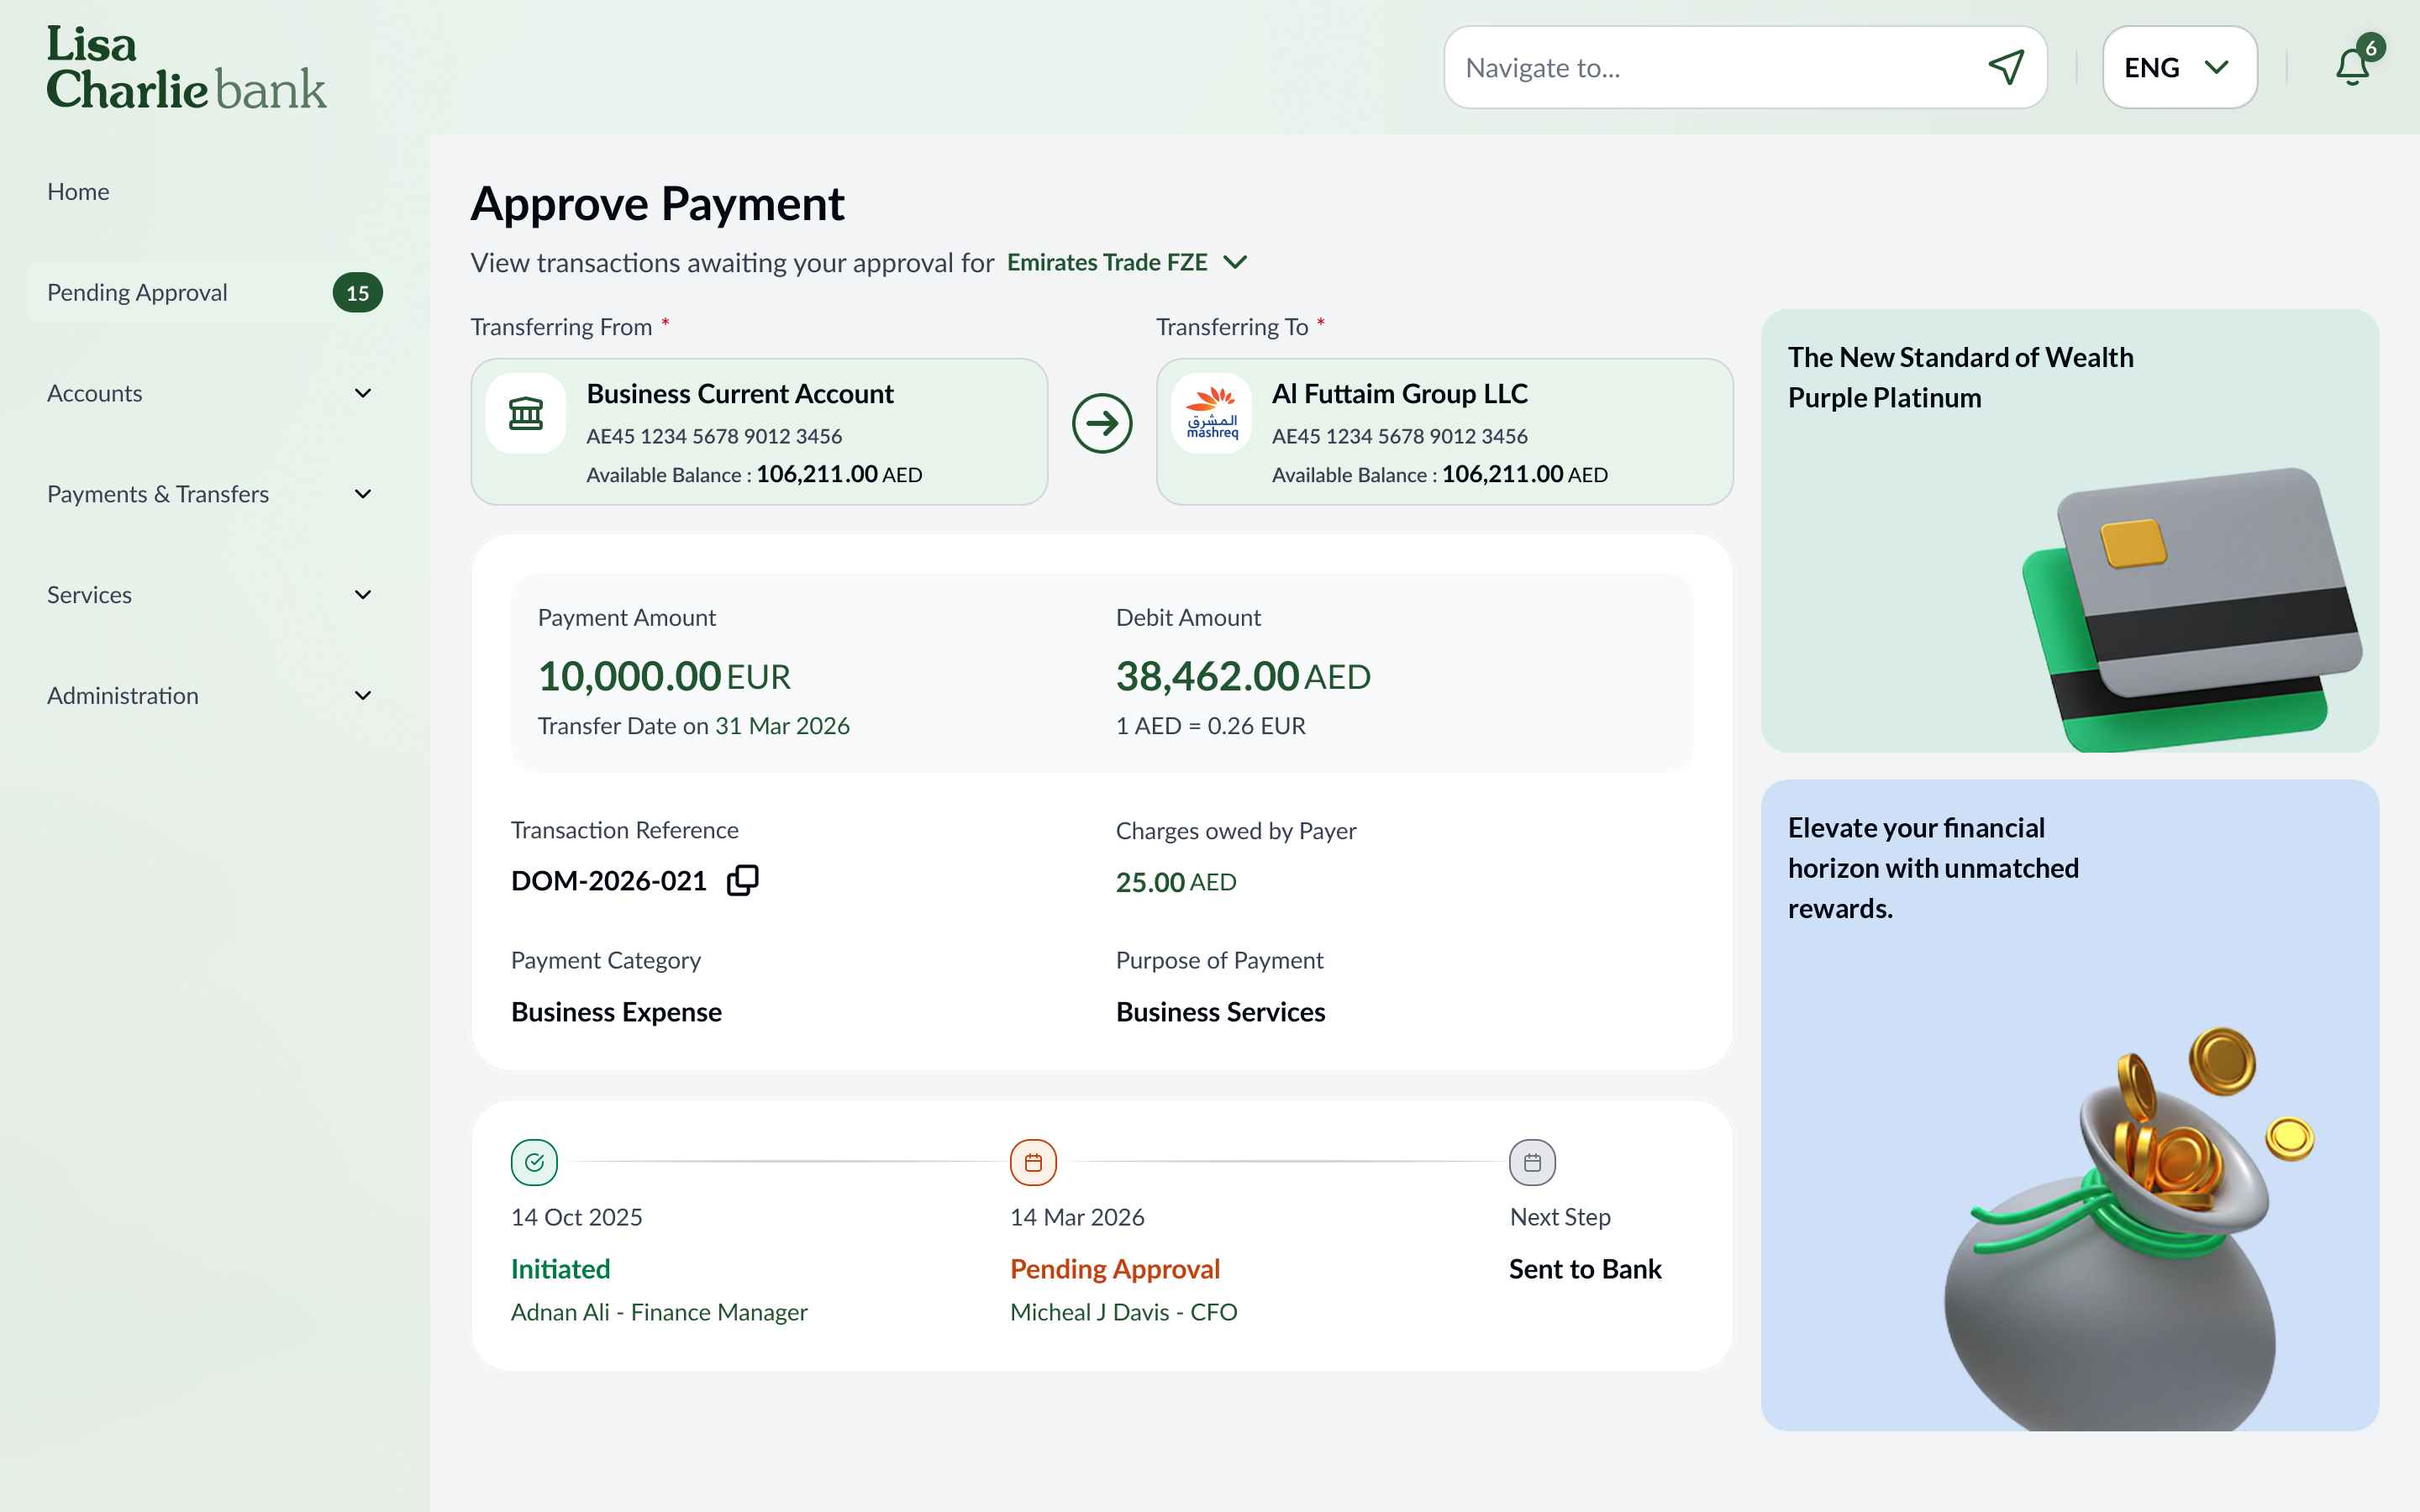 Lisa
Charlie bank
Navigate to...
ENG
6
Home
Pending Approval 15
Accounts
Payments & Transfers
Services
Administration
Approve Payment
View transactions awaiting your approval for Emirates Trade FZE
Transferring From *
Business Current Account
AE45 1234 5678 9012 3456
Available Balance : 106,211.00 AED
Transferring To *
المشرق
mashreq
Al Futtaim Group LLC
AE45 1234 5678 9012 3456
Available Balance : 106,211.00 AED
Payment Amount
10,000.00 EUR
Transfer Date on 31 Mar 2026
Debit Amount
38,462.00 AED
1 AED = 0.26 EUR
Transaction Reference
DOM-2026-021
Charges owed by Payer
25.00 AED
Payment Category
Business Expense
Purpose of Payment
Business Services
14 Oct 2025
Initiated
Adnan Ali - Finance Manager
14 Mar 2026
Pending Approval
Micheal J Davis - CFO
Next Step
Sent to Bank
The New Standard of Wealth
Purple Platinum
Elevate your financial
horizon with unmatched
rewards.